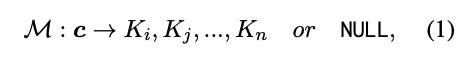 ℳ : 𝒄 → K_i, K_j, ..., K_n or NULL, (1)